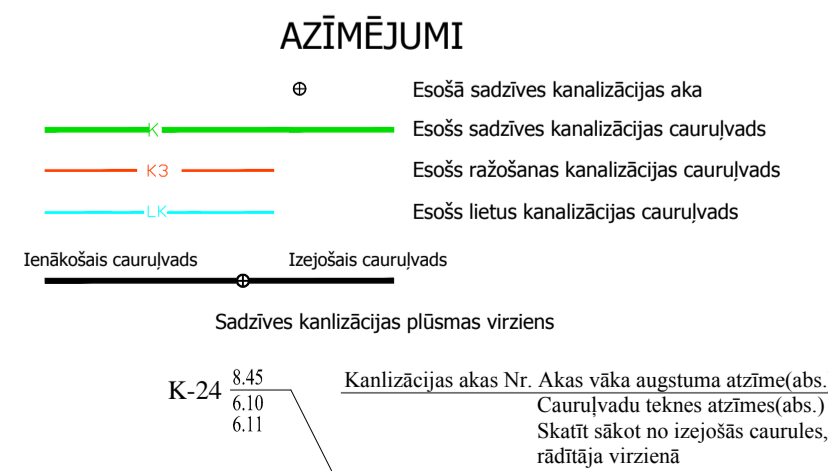 AZĪMĒJUMI
Esošā sadzīves kanalizācijas aka
K Esošs sadzīves kanalizācijas cauruļvads
K3 Esošs ražošanas kanalizācijas cauruļvads
LK Esošs lietus kanalizācijas cauruļvads
Ienākošais cauruļvads Izejošais cauruļvads
Sadzīves kanlizācijas plūsmas virziens
K-24 8.45 Kanlizācijas akas Nr. Akas vāka augstuma atzīme(abs.
6.10 Cauruļvadu teknes atzīmes(abs.)
6.11 Skatīt sākot no izejošās caurules,
rādītāja virzienā